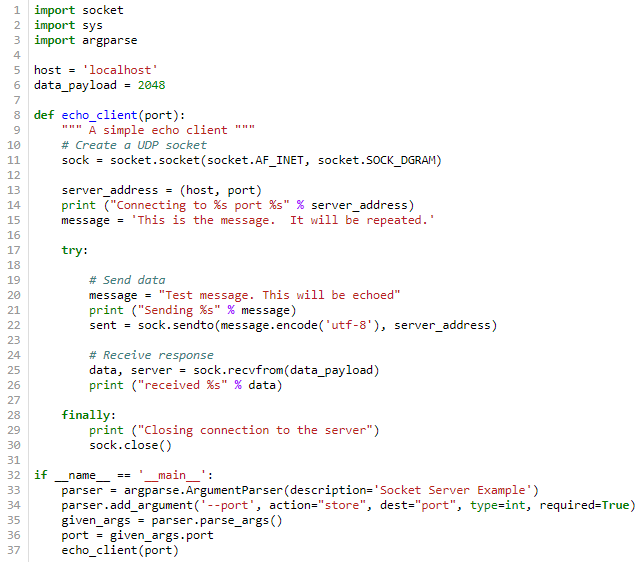 1 import socket
2 import sys
3 import argparse
4
5 host = 'localhost'
6 data_payload = 2048
7
8 def echo_client(port):
9     """ A simple echo client """
10     # Create a UDP socket
11     sock = socket.socket(socket.AF_INET, socket.SOCK_DGRAM)
12
13     server_address = (host, port)
14     print ("Connecting to %s port %s" % server_address)
15     message = 'This is the message.  It will be repeated.'
16
17     try:
18
19         # Send data
20         message = "Test message. This will be echoed"
21         print ("Sending %s" % message)
22         sent = sock.sendto(message.encode('utf-8'), server_address)
23
24         # Receive response
25         data, server = sock.recvfrom(data_payload)
26         print ("received %s" % data)
27
28     finally:
29         print ("Closing connection to the server")
30         sock.close()
31
32 if __name__ == '__main__':
33     parser = argparse.ArgumentParser(description='Socket Server Example')
34     parser.add_argument('--port', action="store", dest="port", type=int, required=True)
35     given_args = parser.parse_args()
36     port = given_args.port
37     echo_client(port)